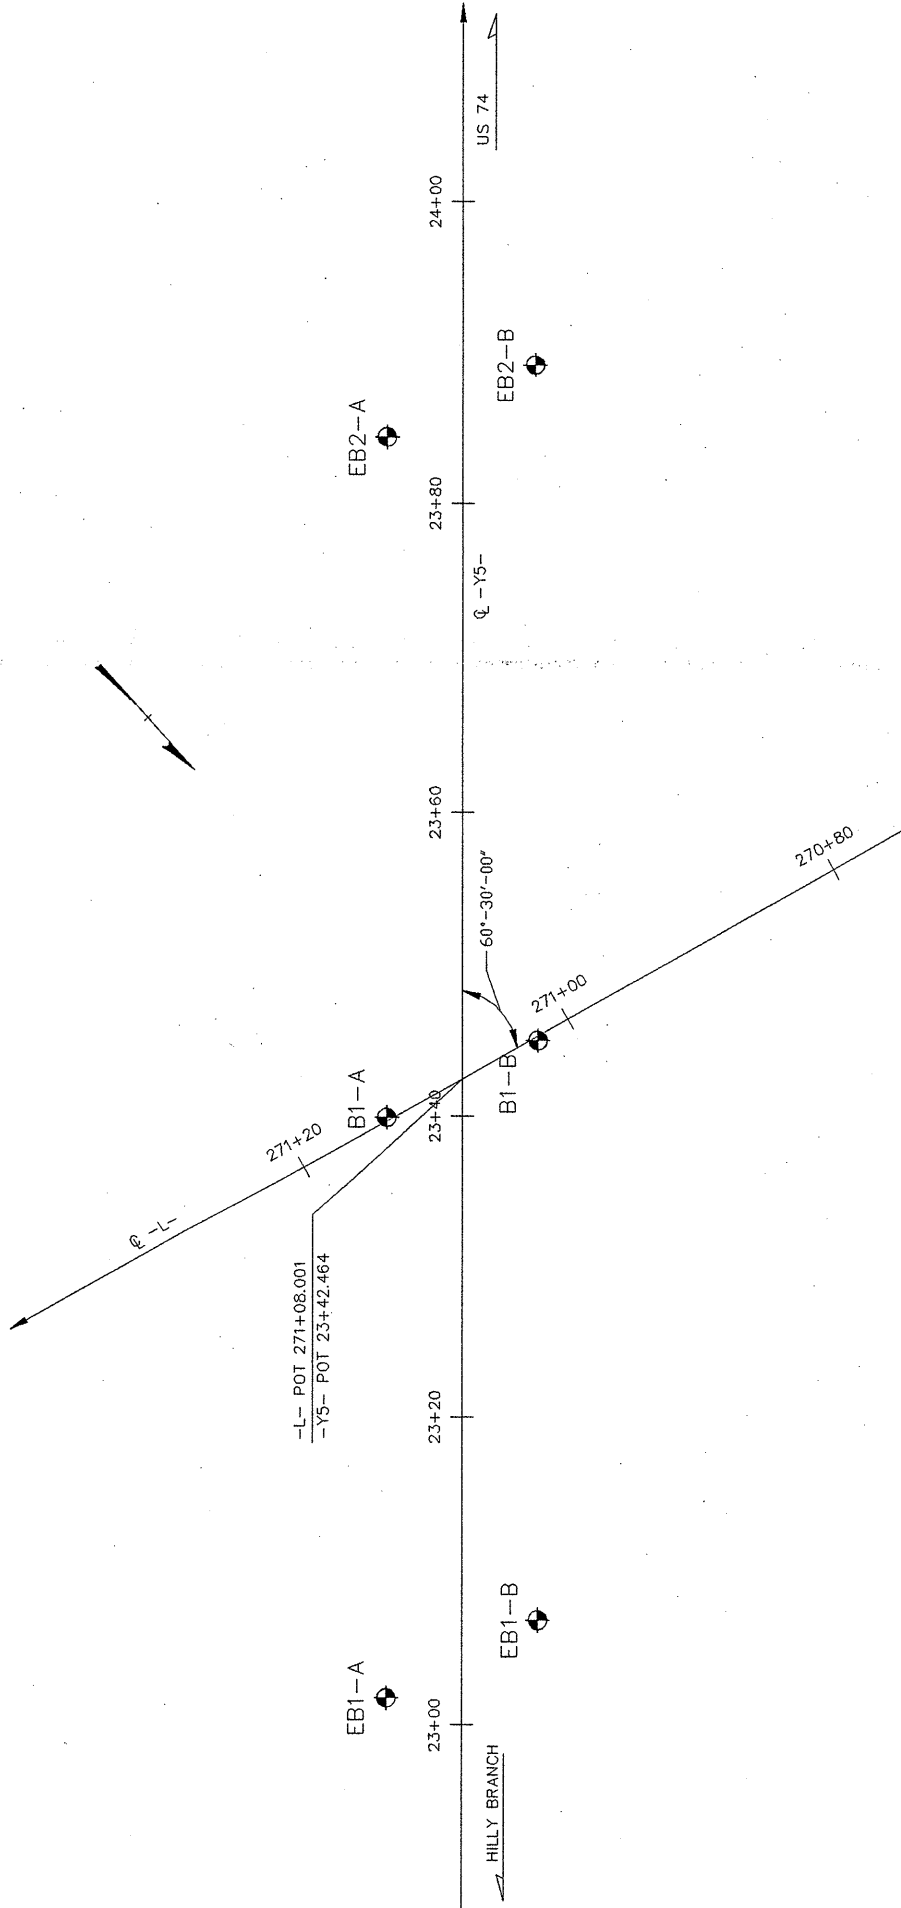 US 74
24+00
EB2-B
EB2-A
23+80
℄ -Y5-
23+60
270+80
60°-30'-00"
271+00
B1-A
B1-B
23+40
271+20
℄ -L-
-L- POT 271+08.001
-Y5- POT 23+42.464
23+20
EB1-B
EB1-A
23+00
HILLY BRANCH